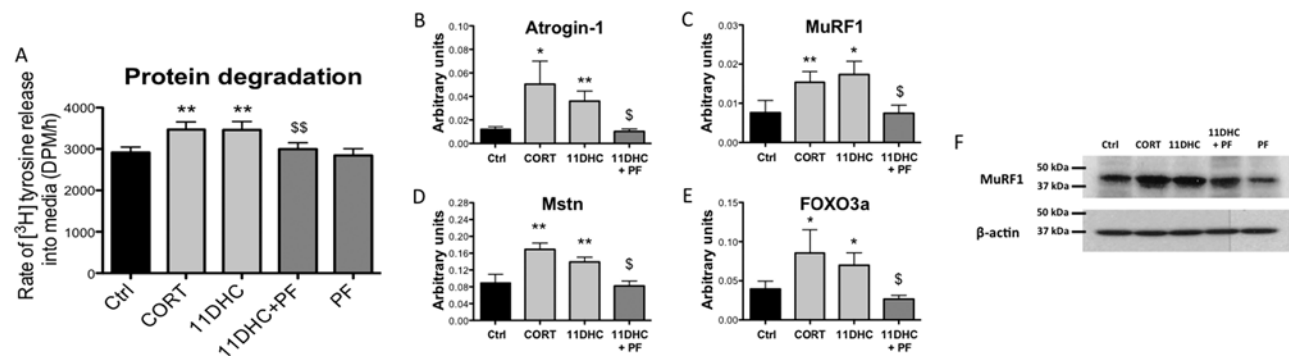 A
Protein degradation
Rate of [³H] tyrosine release
into media (DPM/h)
4000
3000
2000
1000
0
**
**
$$
Ctrl
CORT
11DHC
11DHC+PF
PF
B
Atrogin-1
Arbitrary units
0.10
0.08
0.06
0.04
0.02
0.00
*
**
$
Ctrl
CORT
11DHC
11DHC
+ PF
C
MuRF1
Arbitrary units
0.03
0.02
0.01
0.00
**
*
$
Ctrl
CORT
11DHC
11DHC
+ PF
D
Mstn
Arbitrary units
0.28
0.24
0.20
0.16
0.12
0.08
0.04
0.00
**
**
$
Ctrl
CORT
11DHC
11DHC
+ PF
E
FOXO3a
Arbitrary units
0.15
0.10
0.05
0.00
*
*
$
Ctrl
CORT
11DHC
11DHC
+ PF
F
Ctrl
CORT
11DHC
11DHC
+ PF
PF
MuRF1
50 kDa
37 kDa
β-actin
50 kDa
37 kDa